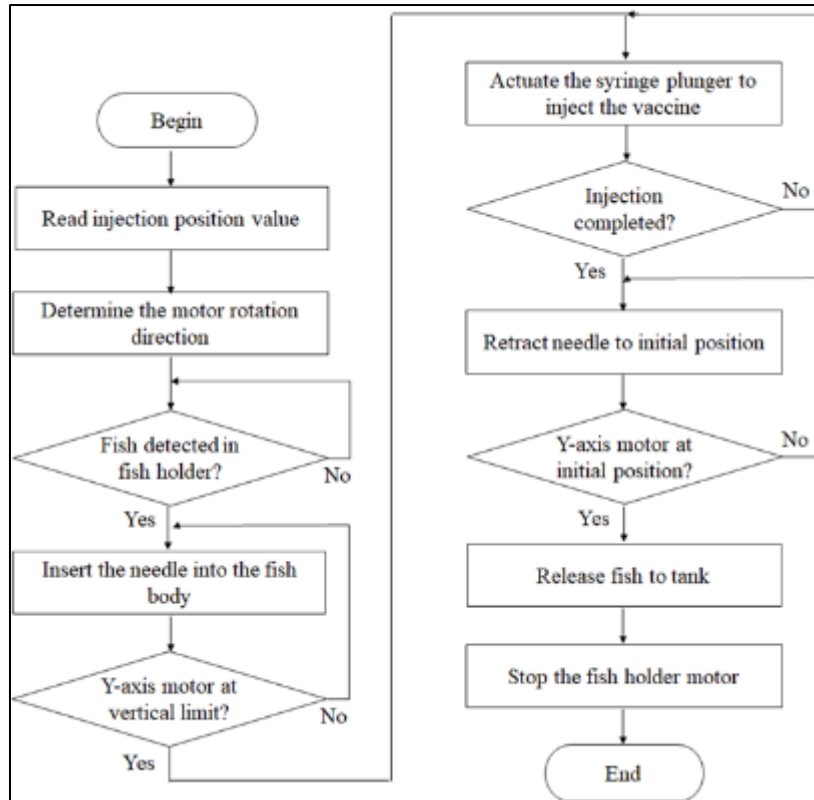 Begin
Read injection position value
Determine the motor rotation
direction
Fish detected in
fish holder?
No
Yes
Insert the needle into the fish
body
Y-axis motor at
vertical limit?
No
Yes
Actuate the syringe plunger to
inject the vaccine
Injection
completed?
No
Yes
Retract needle to initial position
Y-axis motor at
initial position?
No
Yes
Release fish to tank
Stop the fish holder motor
End